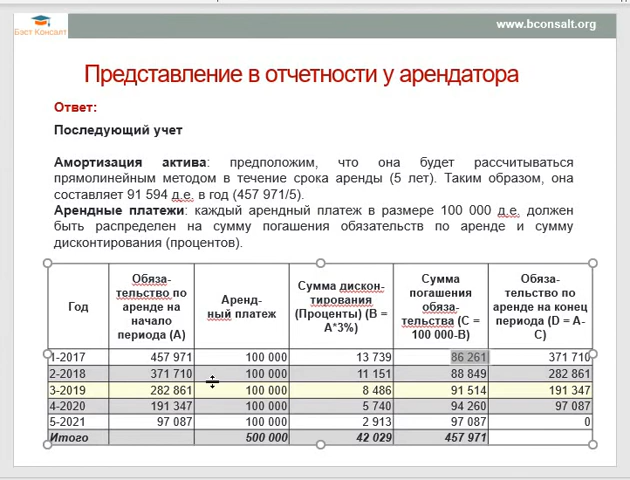 Бэст Консалт
www.bconsalt.org
Представление в отчетности у арендатора
Ответ:
Последующий учет
Амортизация актива: предположим, что она будет рассчитываться
прямолинейным методом в течение срока аренды (5 лет). Таким образом, она
составляет 91 594 д.е. в год (457 971/5).
Арендные платежи: каждый арендный платеж в размере 100 000 д.е. должен
быть распределен на сумму погашения обязательств по аренде и сумму
дисконтирования (процентов).
Год
Обяза-
тельство по
аренде на
начало
периода (A)
Аренд-
ный платеж
Сумма дискон-
тирования
(Проценты) (B =
A*3%)
Сумма
погашения
обяза-
тельства (C =
100 000-B)
Обяза-
тельство по
аренде на конец
периода (D = A-
C)
1-2017 457 971 100 000 13 739 86 261 371 710
2-2018 371 710 100 000 11 151 88 849 282 861
3-2019 282 861 100 000 8 486 91 514 191 347
4-2020 191 347 100 000 5 740 94 260 97 087
5-2021 97 087 100 000 2 913 97 087 0
Итого 500 000 42 029 457 971